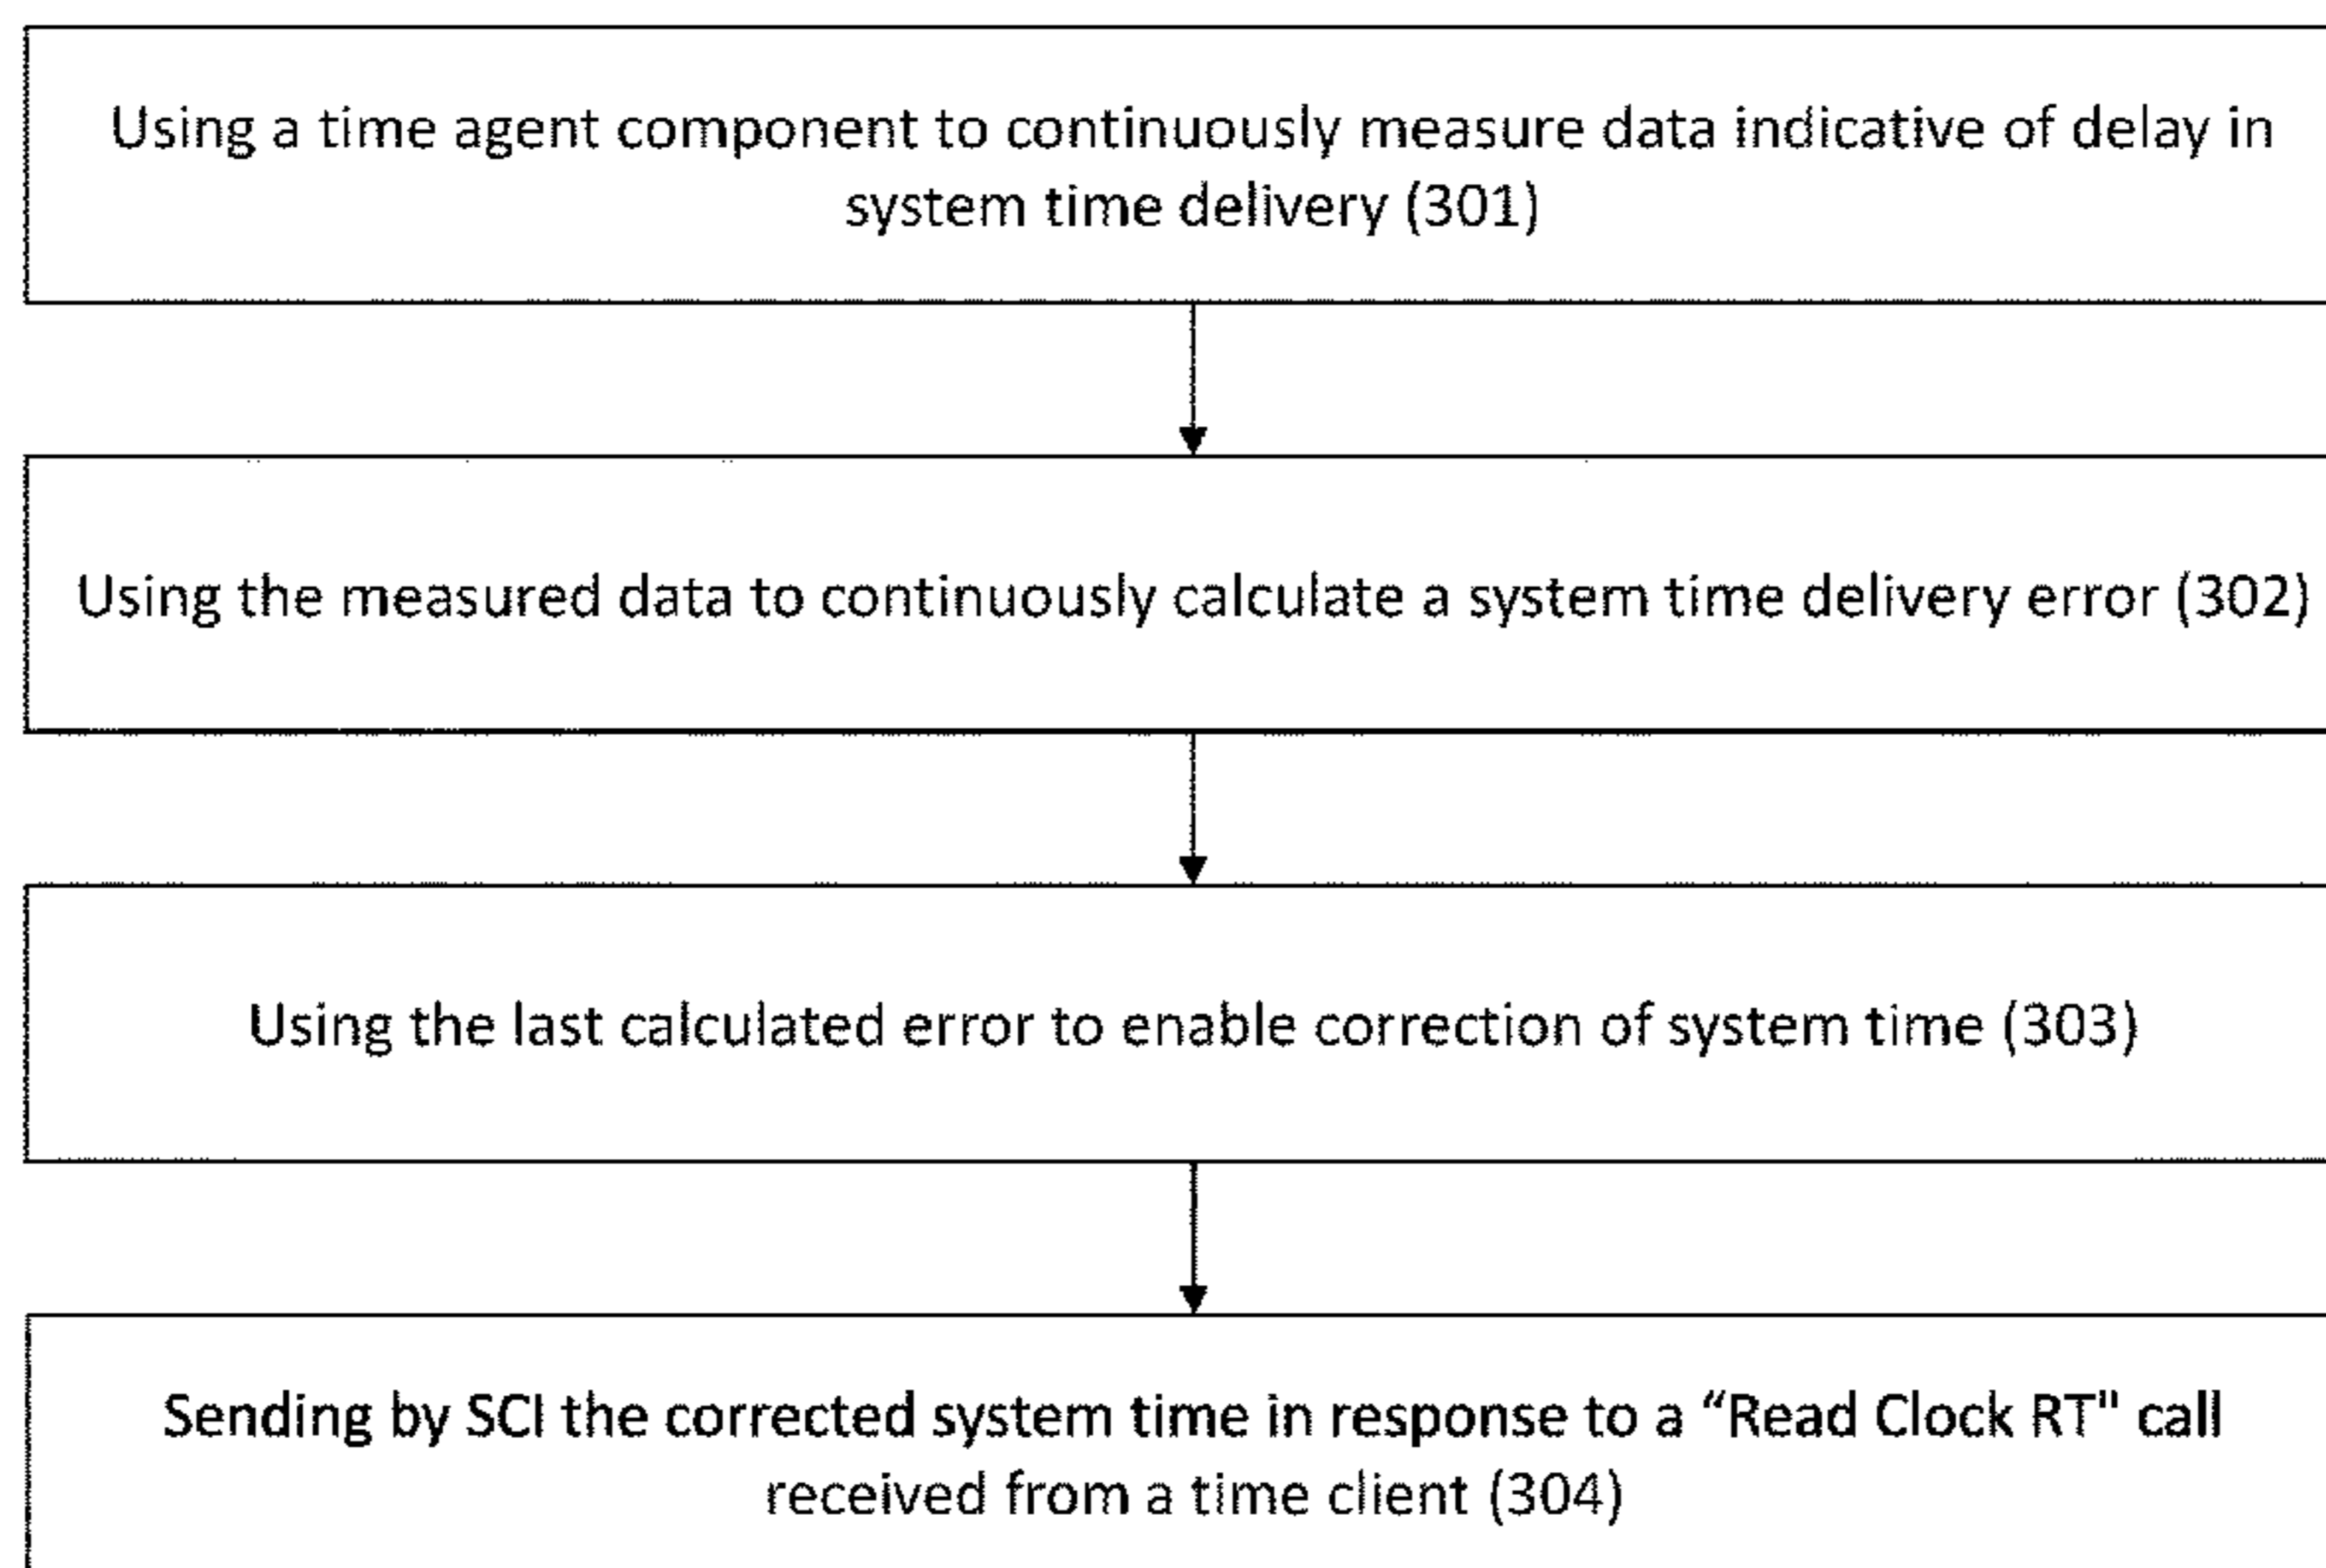 Using a time agent component to continuously measure data indicative of delay in
system time delivery (301)
Using the measured data to continuously calculate a system time delivery error (302)
Using the last calculated error to enable correction of system time (303)
Sending by SCI the corrected system time in response to a “Read Clock RT" call
received from a time client (304)